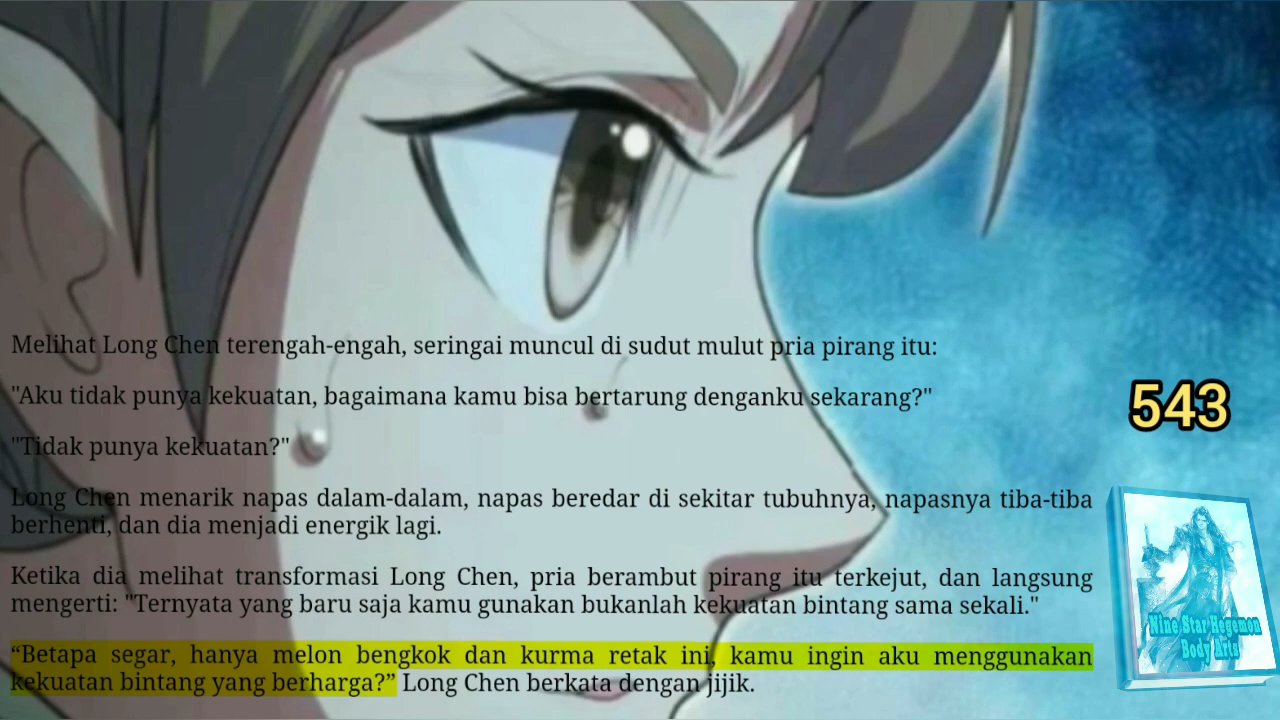 Melihat Long Chen terengah-engah, seringai muncul di sudut mulut pria pirang itu:
"Aku tidak punya kekuatan, bagaimana kamu bisa bertarung denganku sekarang?"
"Tidak punya kekuatan?"
Long Chen menarik napas dalam-dalam, napas beredar di sekitar tubuhnya, napasnya tiba-tiba
berhenti, dan dia menjadi energik lagi.
Ketika dia melihat transformasi Long Chen, pria berambut pirang itu terkejut, dan langsung
mengerti: "Ternyata yang baru saja kamu gunakan bukanlah kekuatan bintang sama sekali."
“Betapa segar, hanya melon bengkok dan kurma retak ini, kamu ingin aku menggunakan
kekuatan bintang yang berharga?” Long Chen berkata dengan jijik.
543
Nine Star Hegemon
Body Arts